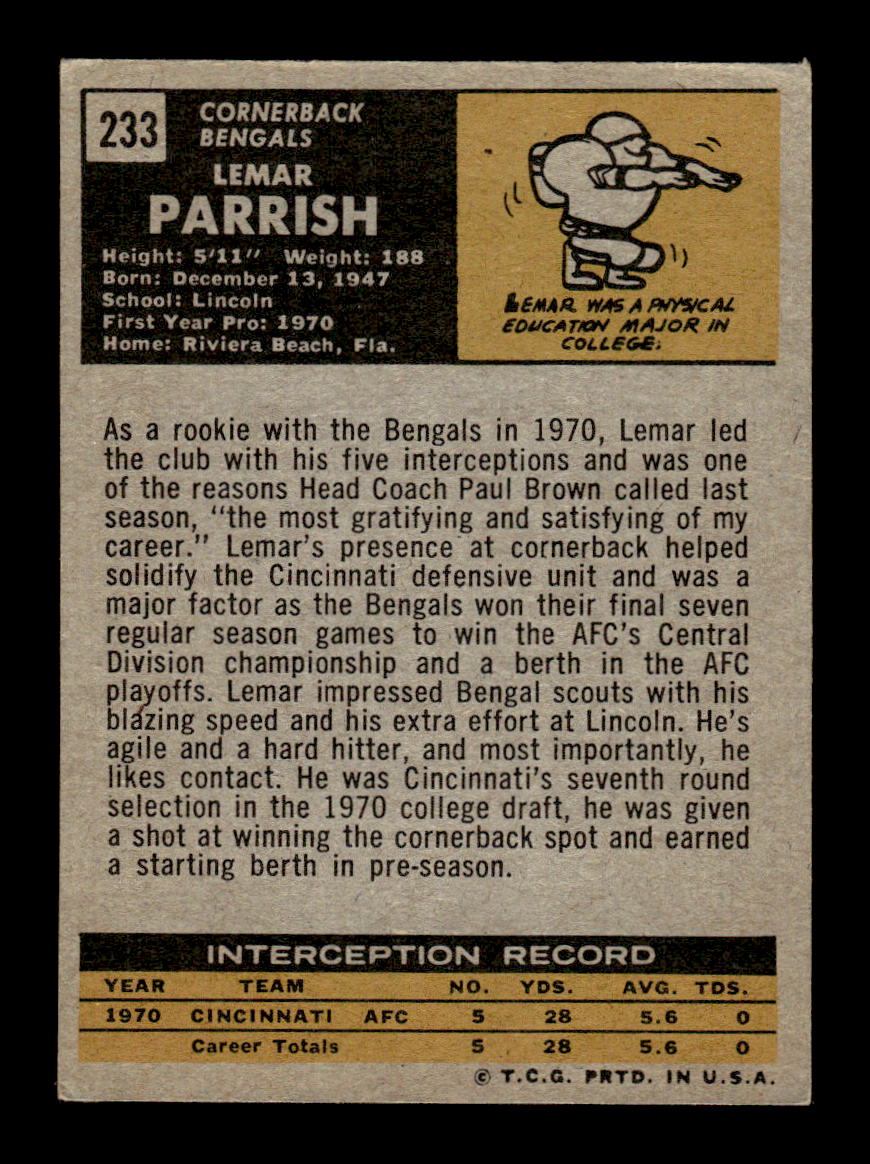 233
CORNERBACK
BENGALS
LEMAR
PARRISH
Height: 5'11" Weight: 188
Born: December 13, 1947
School: Lincoln
First Year Pro: 1970
Home: Riviera Beach, Fla.
LEMAR WAS A PHYSICAL
EDUCATION MAJOR IN
COLLEGE.
As a rookie with the Bengals in 1970, Lemar led
the club with his five interceptions and was one
of the reasons Head Coach Paul Brown called last
season, "the most gratifying and satisfying of my
career." Lemar's presence at cornerback helped
solidify the Cincinnati defensive unit and was a
major factor as the Bengals won their final seven
regular season games to win the AFC's Central
Division championship and a berth in the AFC
playoffs. Lemar impressed Bengal scouts with his
blazing speed and his extra effort at Lincoln. He's
agile and a hard hitter, and most importantly, he
likes contact. He was Cincinnati's seventh round
selection in the 1970 college draft, he was given
a shot at winning the cornerback spot and earned
a starting berth in pre-season.
INTERCEPTION RECORD
YEAR TEAM NO. YDS. AVG. TDS.
1970 CINCINNATI AFC 5 28 5.6 0
Career Totals 5 28 5.6 0
© T.C.G. PRTD. IN U.S.A.